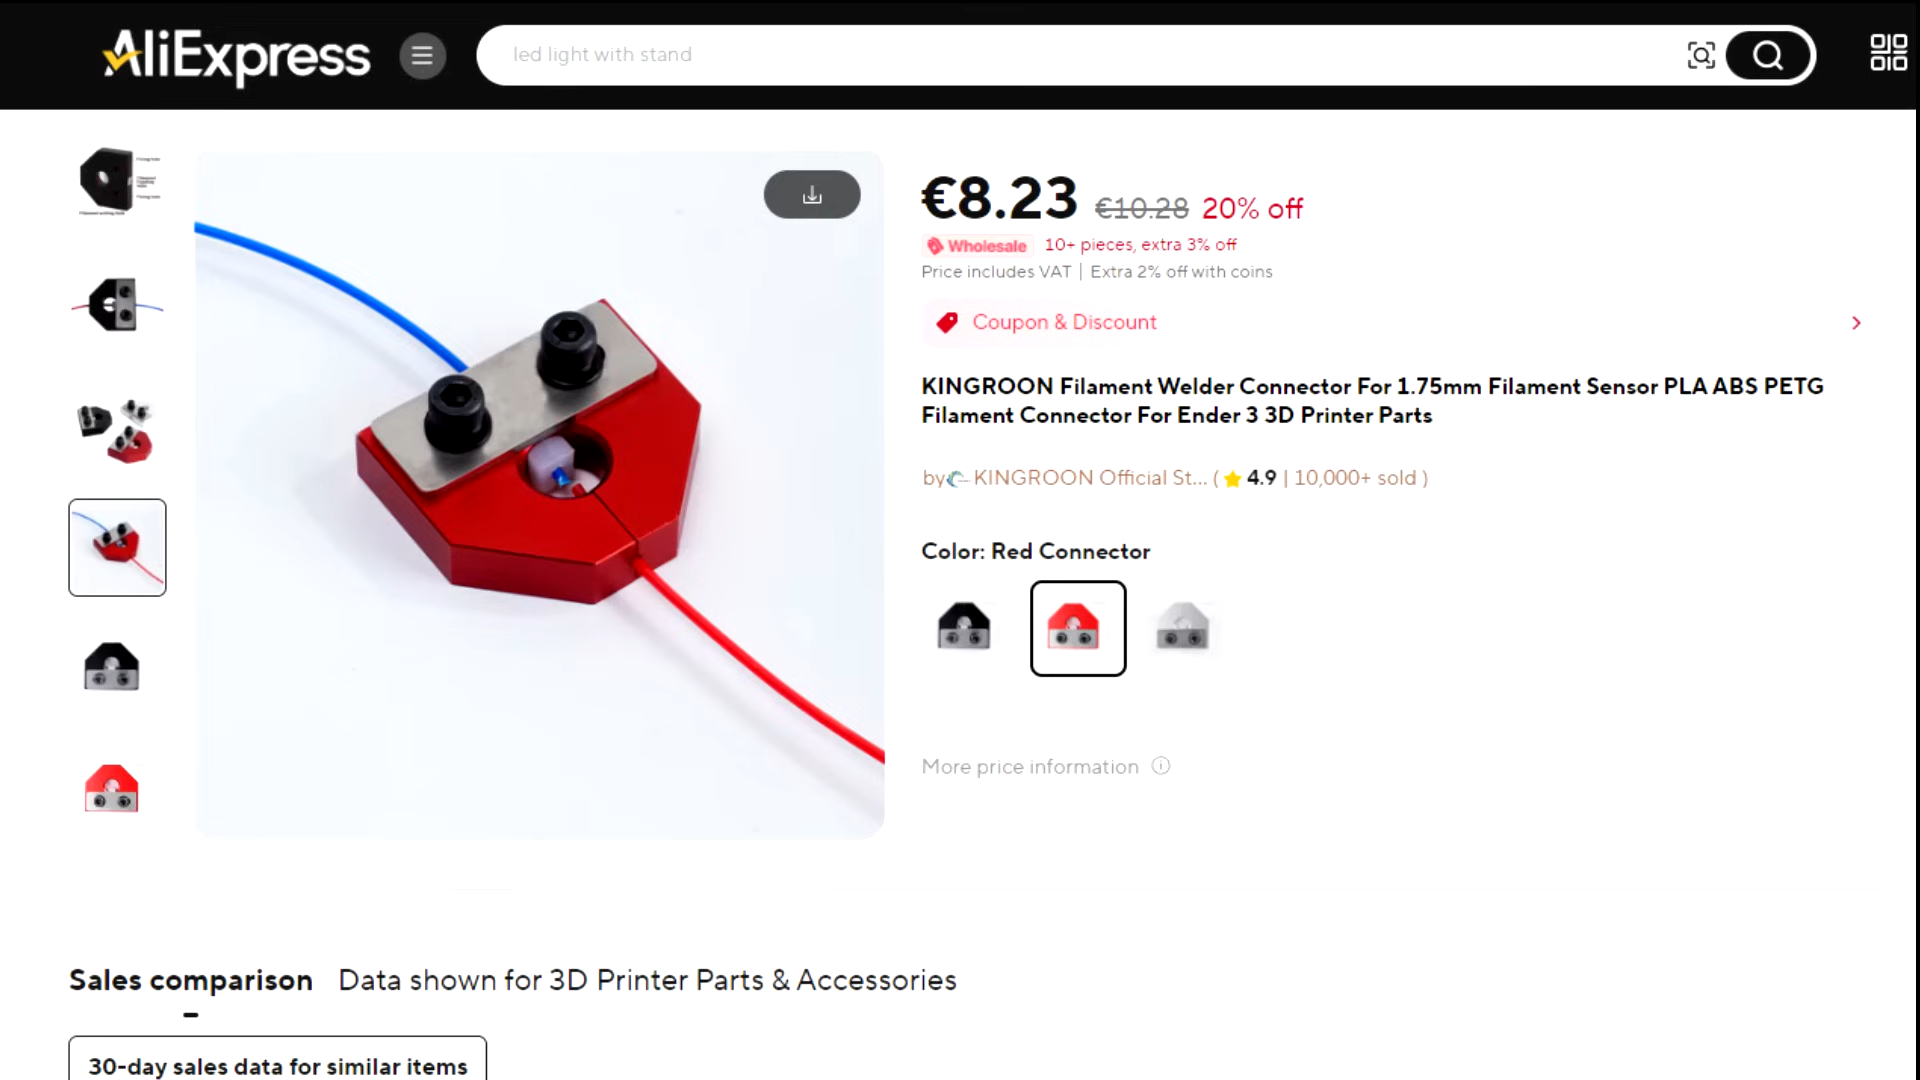 AliExpress
led light with stand
€8.23 €10.28 20% off
Wholesale 10+ pieces, extra 3% off
Price includes VAT | Extra 2% off with coins
Coupon & Discount
KINGROON Filament Welder Connector For 1.75mm Filament Sensor PLA ABS PETG
Filament Connector For Ender 3 3D Printer Parts
by KINGROON Official St... ( 4.9 | 10,000+ sold )
Color: Red Connector
More price information
Sales comparison Data shown for 3D Printer Parts & Accessories
30-day sales data for similar items